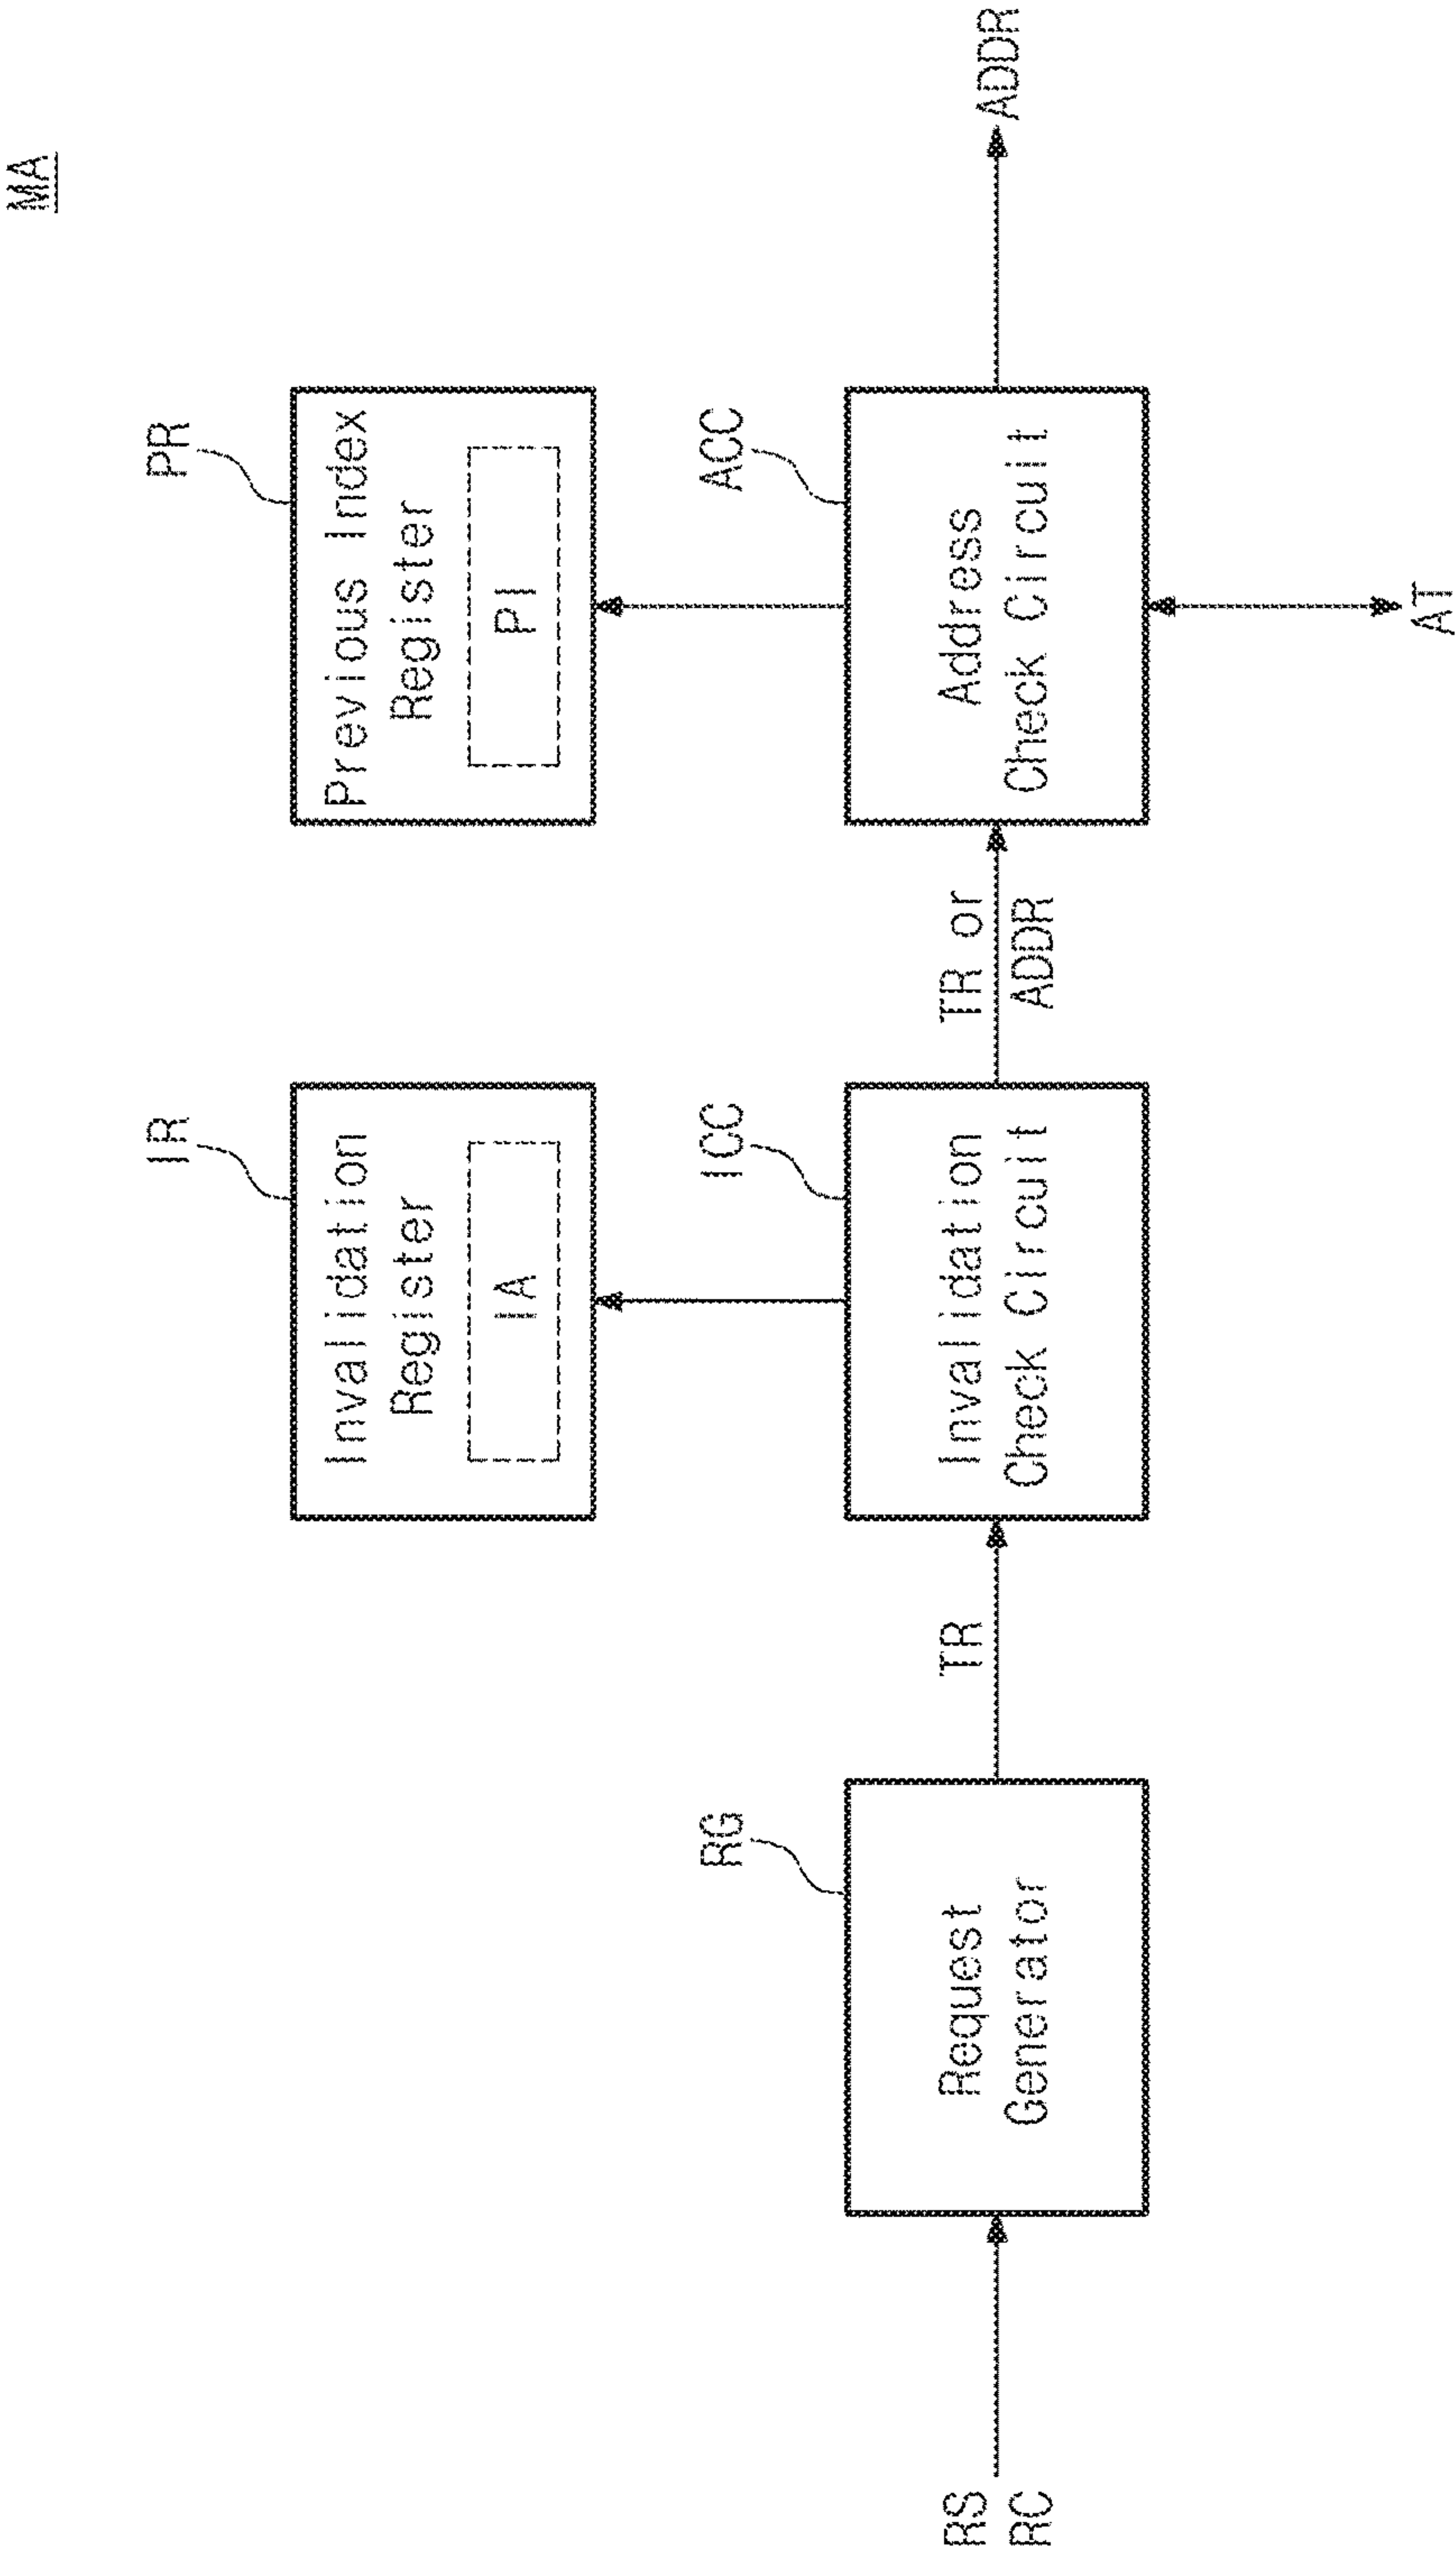 MA
IR
Invalidation
Register
IIA
PR
Previous Index
Register
PI
RG
Request
Generator
ICC
Invalidation
Check Circuit
ACC
Address
Check Circuit
RS
RC
TR
TR or
ADDR
ADDR
AT